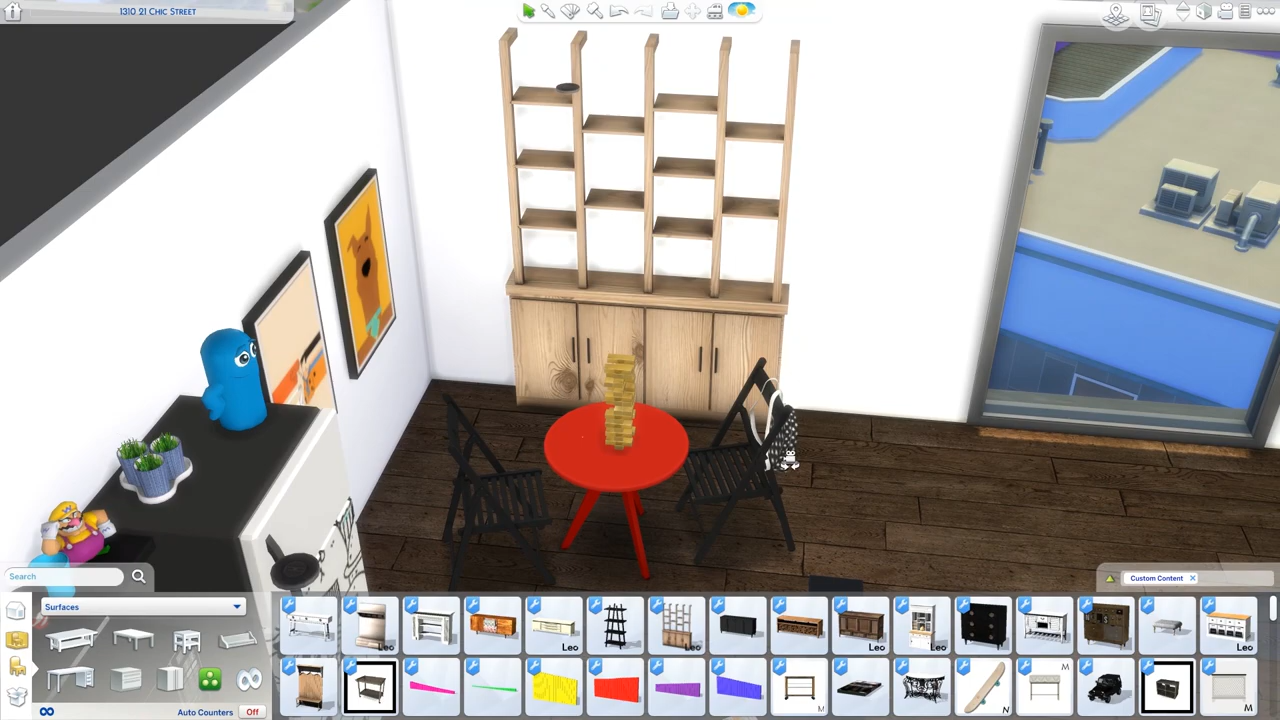 1310 21 Chic Street
Search
Custom Content
Surfaces
Leo
Leo
Leo
Leo
Leo
Leo
M
N
M
M
Auto Counters
Off